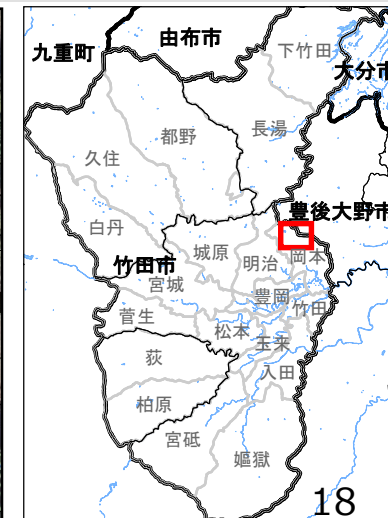 由布市
九重町
下竹田
大分市
都野
長湯
久住
豊後大野市
白丹
城原
岡本
明治
竹田市
宮城
豊岡
竹田
菅生
松本
玉来
荻
入田
柏原
宮砥
嫗獄
18